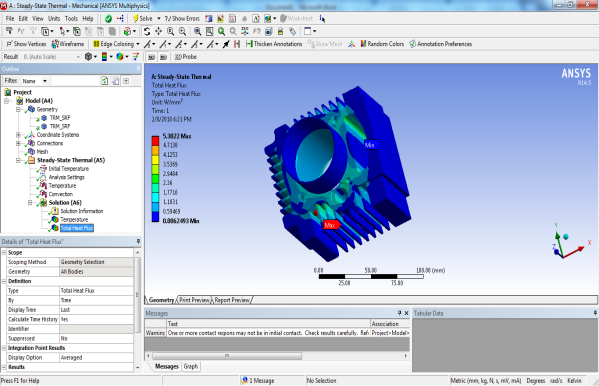 A : Steady-State Thermal - Mechanical [ANSYS Multiphysics]
File Edit View Units Tools Help Solve ?/ Show Errors Worksheet
Show Vertices Wireframe Edge Coloring Thicken Annotations Show Mesh Random Colors Annotation Preferences
Result 0. (Auto Scale) Probe
Outline
Filter: Name
Project
Model (A4)
Geometry
TRM_SRF
TRM_SRF
Coordinate Systems
Connections
Mesh
Steady-State Thermal (A5)
Initial Temperature
Analysis Settings
Temperature
Convection
Solution (A6)
Solution Information
Temperature
Total Heat Flux
Details of "Total Heat Flux"
Scope
Scoping Method Geometry Selection
Geometry All Bodies
Definition
Type Total Heat Flux
By Time
Display Time Last
Calculate Time History Yes
Identifier
Suppressed No
Integration Point Results
Display Option Averaged
Results
A: Steady-State Thermal
Total Heat Flux
Type: Total Heat Flux
Unit: W/mm²
Time: 1
2/8/2018 6:21 PM
5.3022 Max
4.7138
4.1253
3.5369
2.9484
2.36
1.7716
1.1831
0.59469
0.0062493 Min
ANSYS
R14.5
Min
Max
0.00 50.00 100.00 (mm)
25.00 75.00
Y
X
Z
Geometry Print Preview Report Preview
Messages
Text Association
Warning One or more contact regions may not be in initial contact. Check results carefully. Project>Model>
Messages Graph
Tabular Data
Press F1 for Help 1 Message No Selection Metric (mm, kg, N, s, mV, mA) Degrees rad/s Kelvin